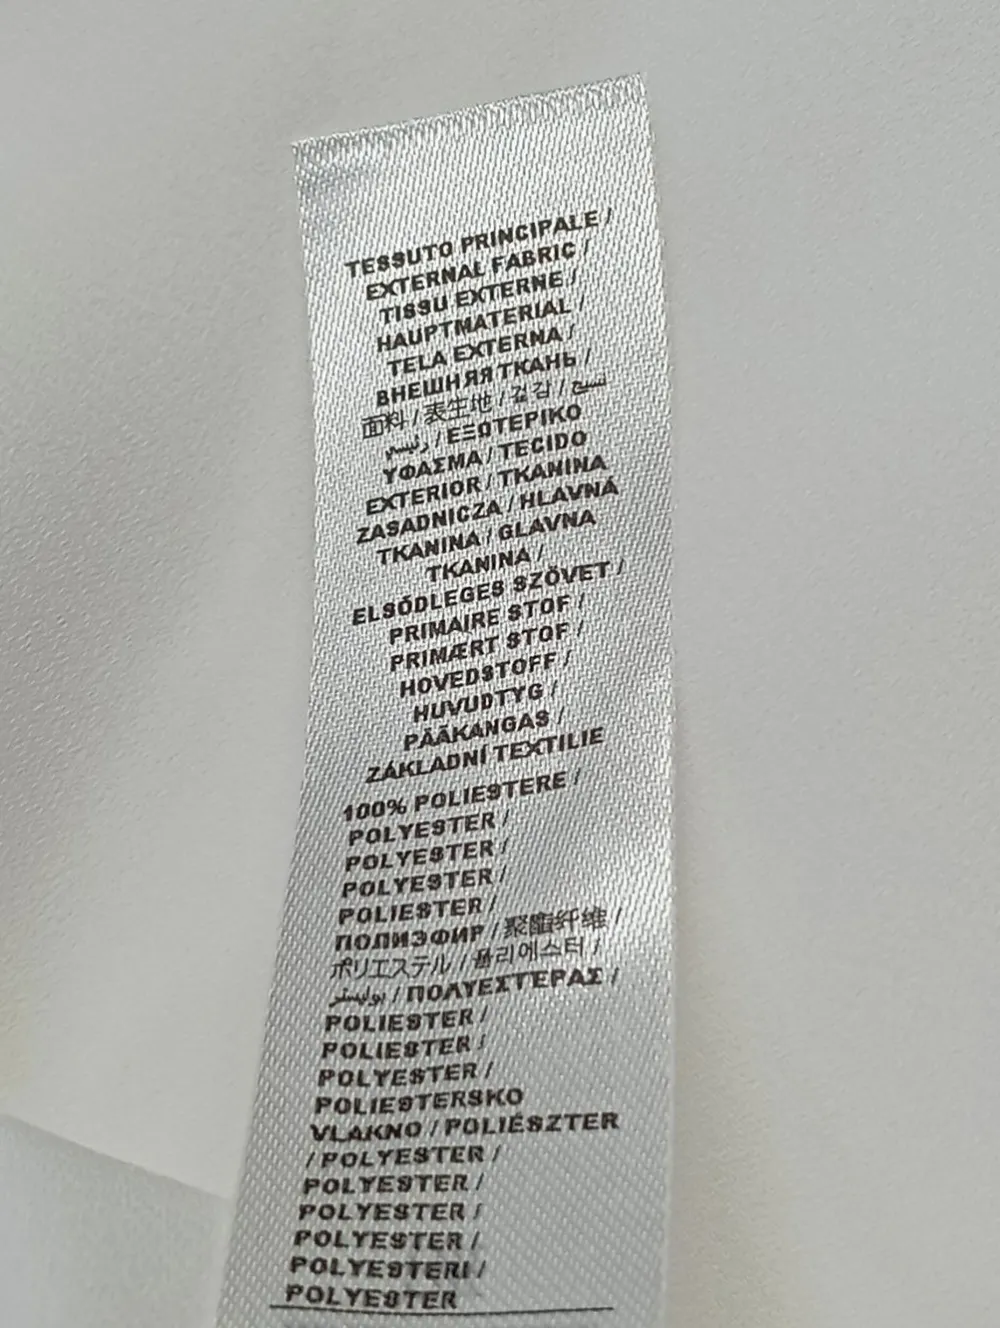 TESSUTO PRINCIPALE /
EXTERNAL FABRIC /
TISSU EXTERNE /
HAUPTMATERIAL /
TELA EXTERNA /
ВНЕШНЯЯ ТКАНЬ /
面料 / 表生地 / 겉감 / نسيج
رئيسي / ΕΞΩΤΕΡΙΚΟ
ΥΦΑΣΜΑ / TECIDO
EXTERIOR / TKANINA
ZASADNICZA / HLAVNÁ
TKANINA / GLAVNA
TKANINA /
ELSŐDLEGES SZÖVET /
PRIMAIRE STOF /
PRIMÆRT STOF /
HOVEDSTOFF /
HUVUDTYG /
PÄÄKANGAS /
ZÁKLADNÍ TEXTILIE
100% POLIESTERE /
POLYESTER /
POLYESTER /
POLYESTER /
POLIESTER /
ПОЛИЭФИР / 聚酯纤维 /
ポリエステル / 폴리에스터 /
بوليستر / ΠΟΛΥΕΣΤΕΡΑΣ /
POLIESTER /
POLIESTER /
POLYESTER /
POLIESTERSKO
VLAKNO / POLIÉSZTER
/ POLYESTER /
POLYESTER /
POLYESTER /
POLYESTER /
POLYESTERI /
POLYESTER